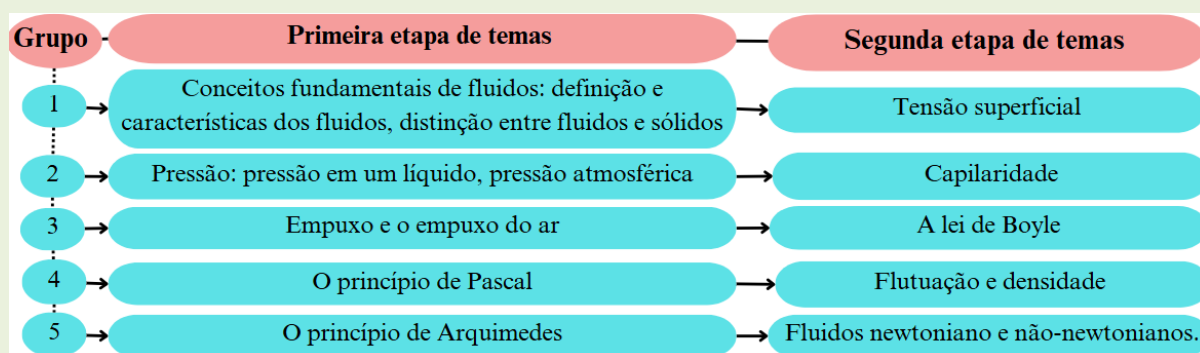 Grupo
Primeira etapa de temas
Segunda etapa de temas
1
Conceitos fundamentais de fluidos: definição e
características dos fluidos, distinção entre fluidos e sólidos
Tensão superficial
2
Pressão: pressão em um líquido, pressão atmosférica
Capilaridade
3
Empuxo e o empuxo do ar
A lei de Boyle
4
O princípio de Pascal
Flutuação e densidade
5
O princípio de Arquimedes
Fluidos newtoniano e não-newtonianos.